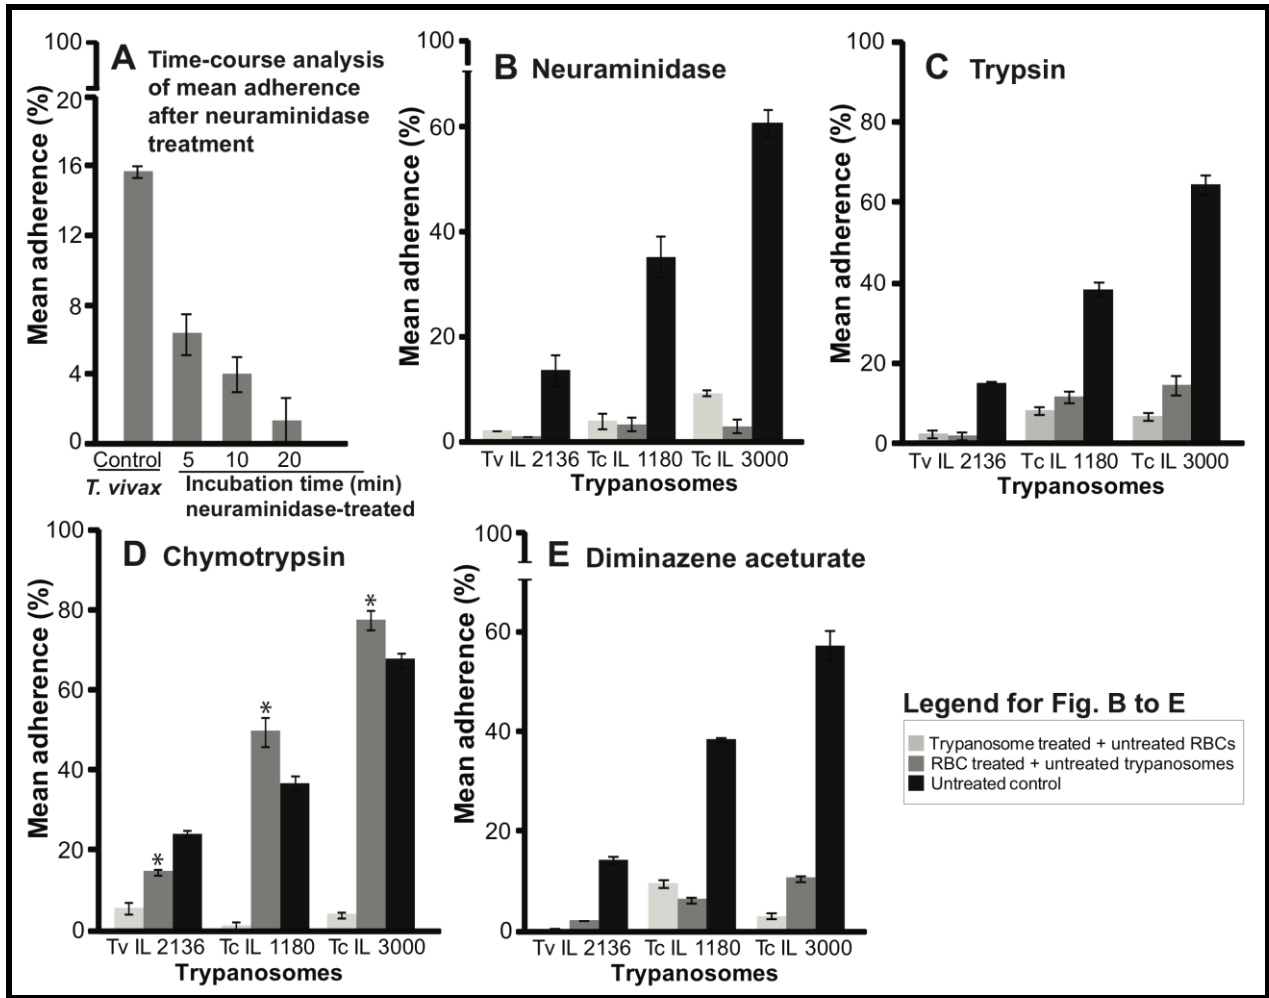 A Time-course analysis
of mean adherence
after neuraminidase
treatment
Mean adherence (%)
100
20
16
12
8
4
0
Control 5 10 20
T. vivax
Incubation time (min)
neuraminidase-treated
B Neuraminidase
Mean adherence (%)
100
60
40
20
0
Tv IL 2136 Tc IL 1180 Tc IL 3000
Trypanosomes
C Trypsin
Mean adherence (%)
100
80
60
40
20
0
Tv IL 2136 Tc IL 1180 Tc IL 3000
Trypanosomes
D Chymotrypsin
Mean adherence (%)
100
80
60
40
20
0
* * *
Tv IL 2136 Tc IL 1180 Tc IL 3000
Trypanosomes
E Diminazene aceturate
Mean adherence (%)
100
60
40
20
0
Tv IL 2136 Tc IL 1180 Tc IL 3000
Trypanosomes
Legend for Fig. B to E
Trypanosome treated + untreated RBCs
RBC treated + untreated trypanosomes
Untreated control